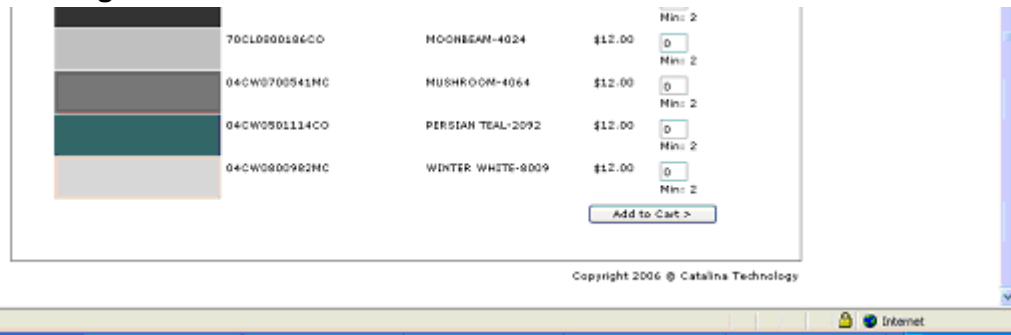 Min: 2
70CL0800186CO MOONBEAM-4024 $12.00 0
Min: 2
04CW0700541MC MUSHROOM-4064 $12.00 0
Min: 2
04CW0501114CO PERSIAN TEAL-2092 $12.00 0
Min: 2
04CW0800982MC WINTER WHITE-8009 $12.00 0
Min: 2
Add to Cart >
Copyright 2006 @ Catalina Technology
Internet